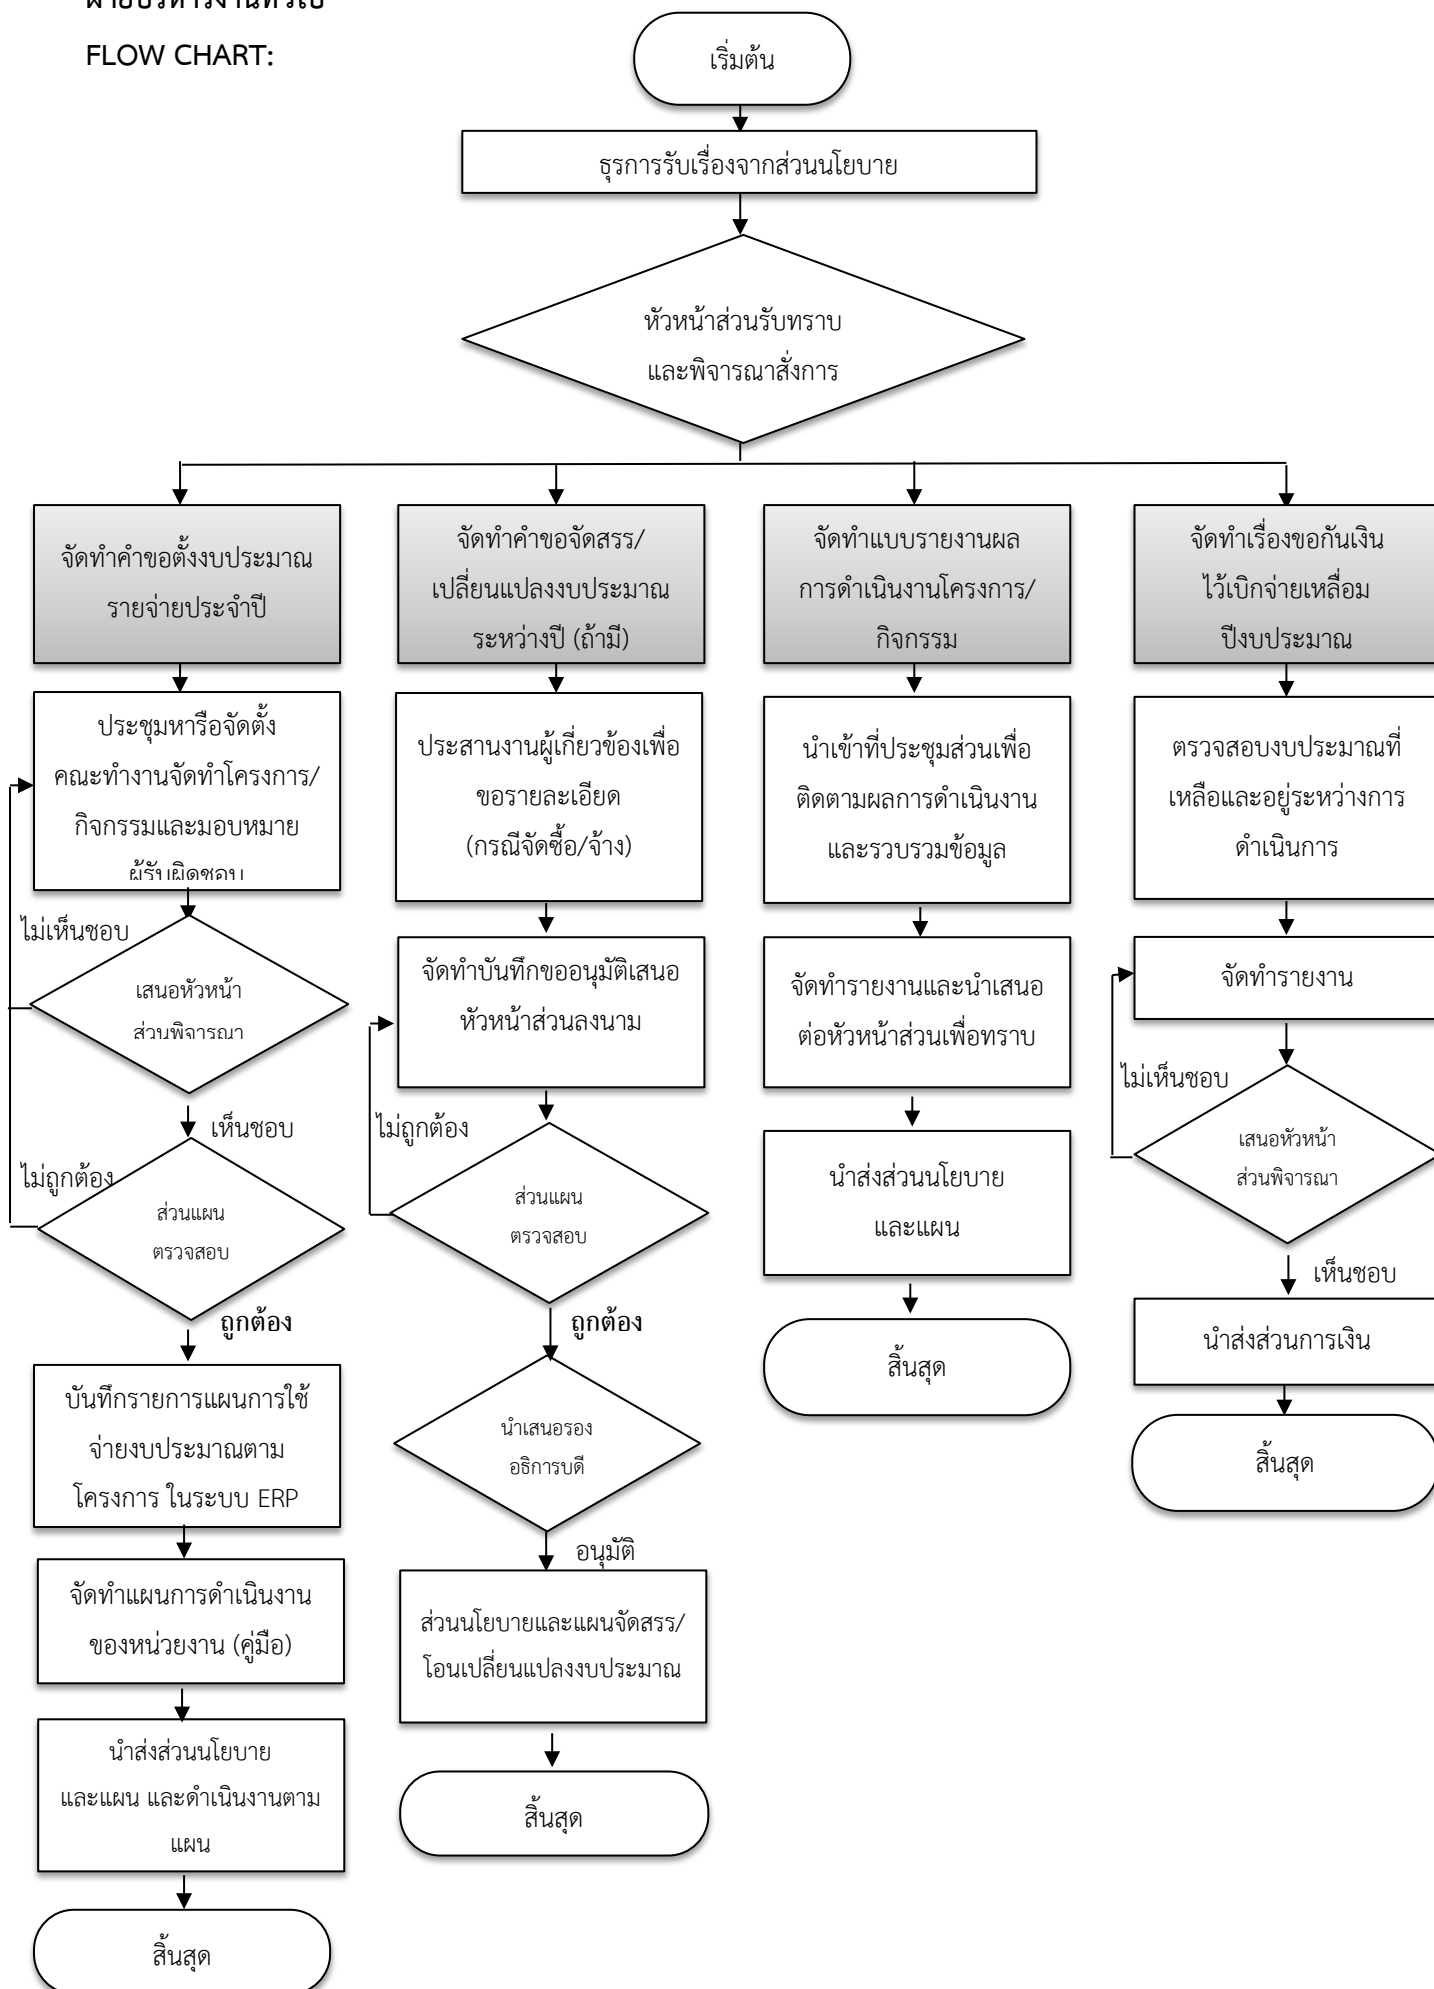 FLOW CHART:
เริ่มต้น
ธุรการรับเรื่องจากส่วนนโยบาย
หัวหน้าส่วนรับทราบ
และพิจารณาสั่งการ
จัดทำคำขอตั้งงบประมาณ
รายจ่ายประจำปี
ประชุมหารือจัดตั้ง
คณะทำงานจัดทำโครงการ/
กิจกรรมและมอบหมาย
ผู้รับผิดชอบ
ไม่เห็นชอบ
เสนอหัวหน้า
ส่วนพิจารณา
เห็นชอบ
ไม่ถูกต้อง
ส่วนแผน
ตรวจสอบ
ถูกต้อง
บันทึกรายการแผนการใช้
จ่ายงบประมาณตาม
โครงการ ในระบบ ERP
จัดทำแผนการดำเนินงาน
ของหน่วยงาน (คู่มือ)
นำส่งส่วนนโยบาย
และแผน และดำเนินงานตาม
แผน
สิ้นสุด
จัดทำคำขอจัดสรร/
เปลี่ยนแปลงงบประมาณ
ระหว่างปี (ถ้ามี)
ประสานงานผู้เกี่ยวข้องเพื่อ
ขอรายละเอียด
(กรณีจัดซื้อ/จ้าง)
จัดทำบันทึกขออนุมัติเสนอ
หัวหน้าส่วนลงนาม
ไม่ถูกต้อง
ส่วนแผน
ตรวจสอบ
ถูกต้อง
นำเสนอรอง
อธิการบดี
อนุมัติ
ส่วนนโยบายและแผนจัดสรร/
โอนเปลี่ยนแปลงงบประมาณ
สิ้นสุด
จัดทำแบบรายงานผล
การดำเนินงานโครงการ/
กิจกรรม
นำเข้าที่ประชุมส่วนเพื่อ
ติดตามผลการดำเนินงาน
และรวบรวมข้อมูล
จัดทำรายงานและนำเสนอ
ต่อหัวหน้าส่วนเพื่อทราบ
นำส่งส่วนนโยบาย
และแผน
สิ้นสุด
จัดทำเรื่องขอกันเงิน
ไว้เบิกจ่ายเหลื่อม
ปีงบประมาณ
ตรวจสอบงบประมาณที่
เหลือและอยู่ระหว่างการ
ดำเนินการ
จัดทำรายงาน
ไม่เห็นชอบ
เสนอหัวหน้า
ส่วนพิจารณา
เห็นชอบ
นำส่งส่วนการเงิน
สิ้นสุด